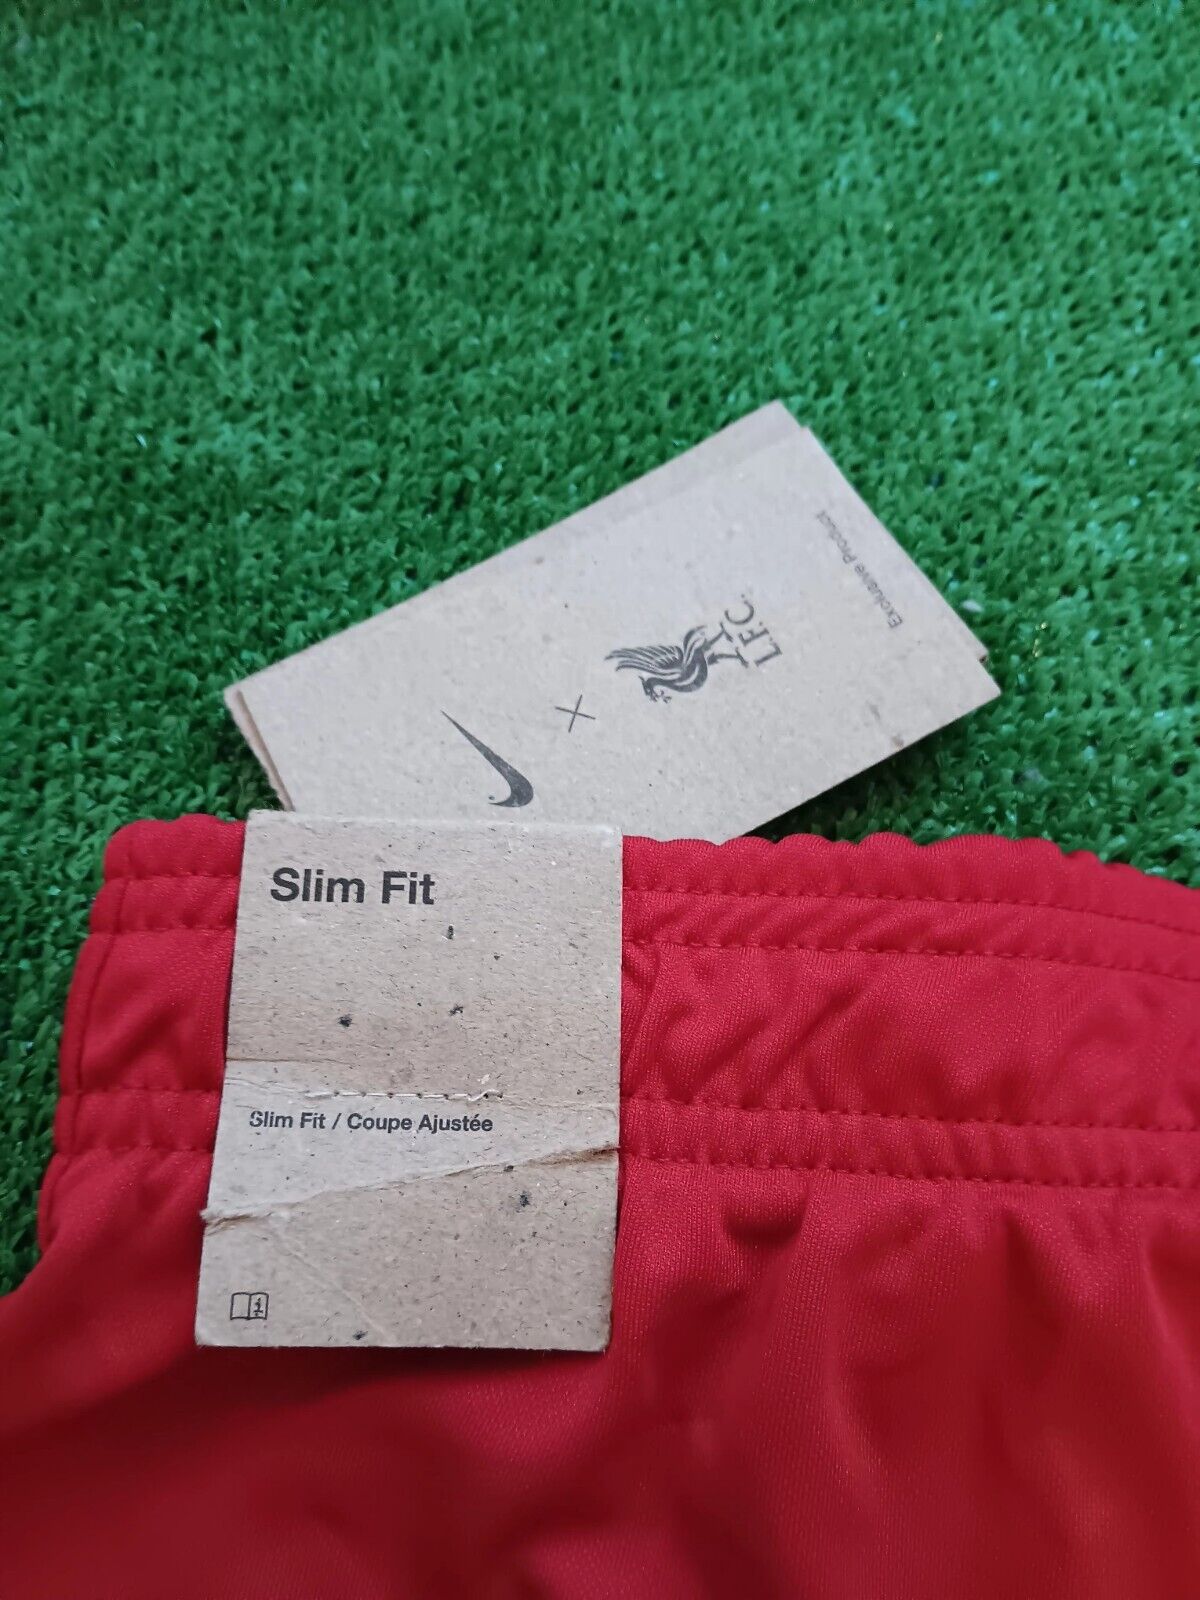 Exclusive Product
L.F.C.
×
Slim Fit
Slim Fit / Coupe Ajustée